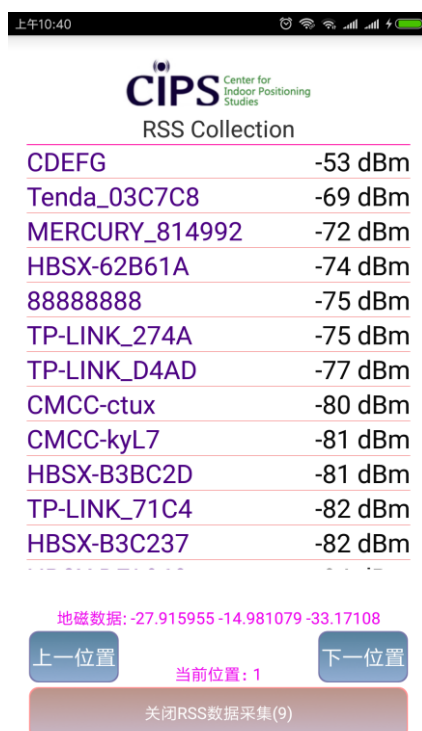 上午10:40
CIPS Center for
Indoor Positioning
Studies
RSS Collection
CDEFG -53 dBm
Tenda_03C7C8 -69 dBm
MERCURY_814992 -72 dBm
HBSX-62B61A -74 dBm
88888888 -75 dBm
TP-LINK_274A -75 dBm
TP-LINK_D4AD -77 dBm
CMCC-ctux -80 dBm
CMCC-kyL7 -81 dBm
HBSX-B3BC2D -81 dBm
TP-LINK_71C4 -82 dBm
HBSX-B3C237 -82 dBm
地磁数据: -27.915955 -14.981079 -33.17108
上一位置
下一位置
当前位置: 1
关闭RSS数据采集(9)